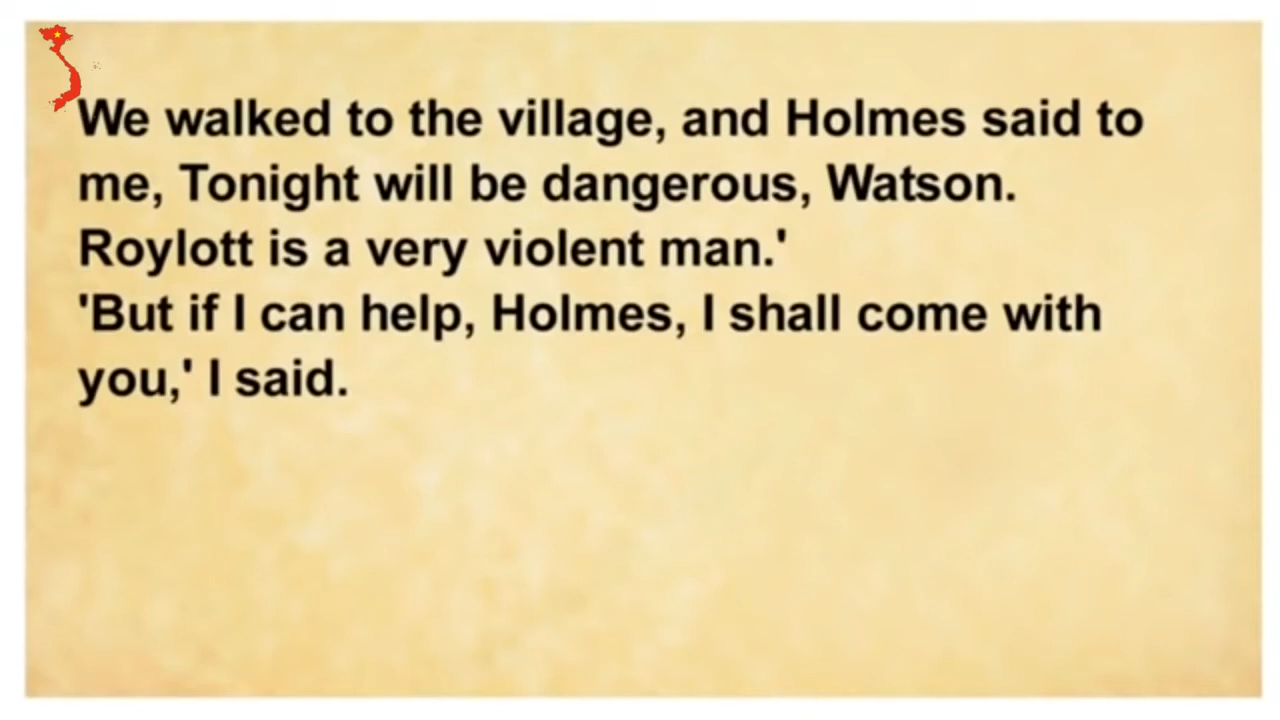 We walked to the village, and Holmes said to
me, Tonight will be dangerous, Watson.
Roylott is a very violent man.'
'But if I can help, Holmes, I shall come with
you,' I said.